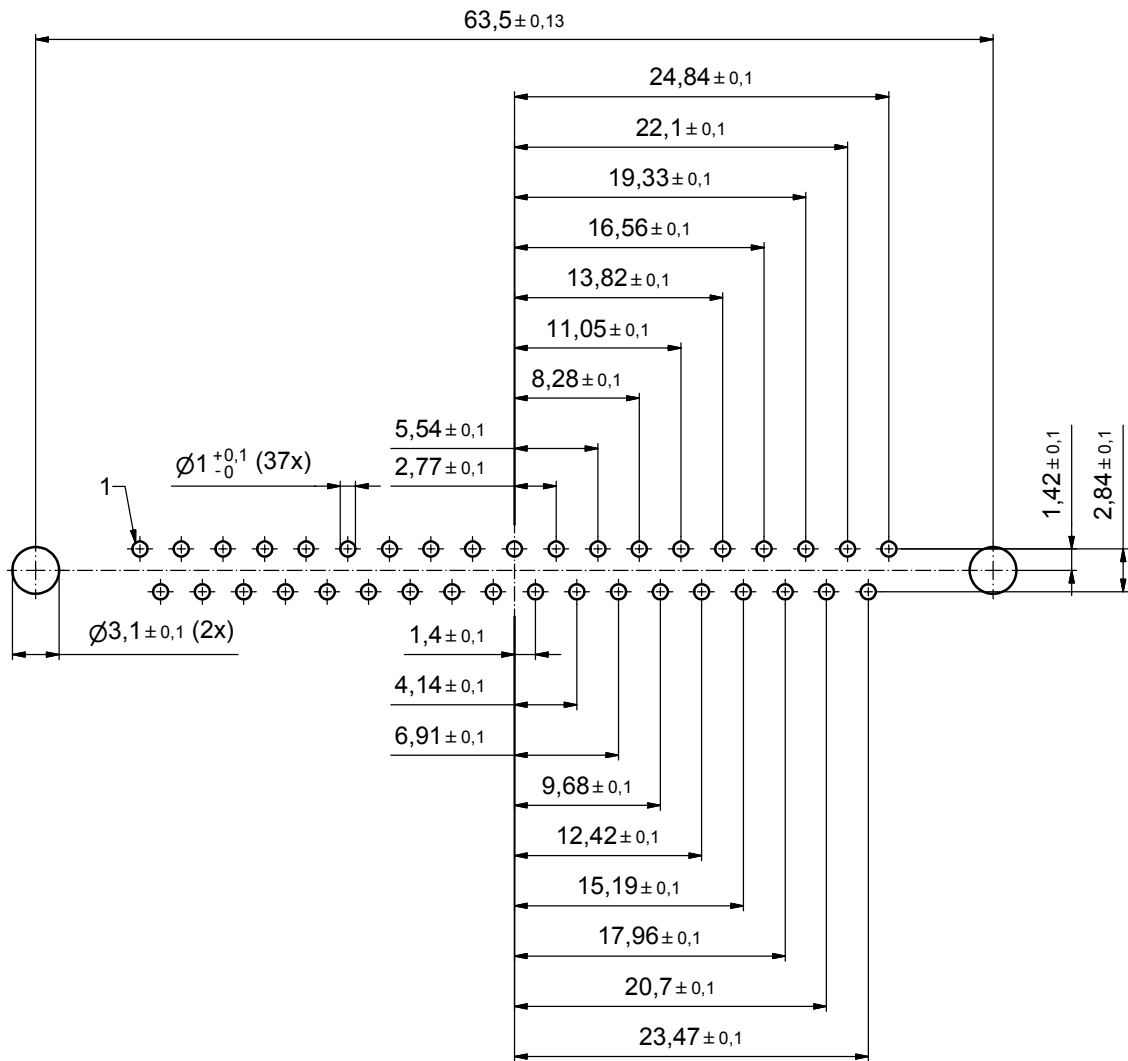 63,5 ± 0,13
24,84 ± 0,1
22,1 ± 0,1
19,33 ± 0,1
16,56 ± 0,1
13,82 ± 0,1
11,05 ± 0,1
8,28 ± 0,1
5,54 ± 0,1
Ø1 +0,1 -0 (37x)
2,77 ± 0,1
1,42 ± 0,1
2,84 ± 0,1
1
Ø3,1 ± 0,1 (2x)
1,4 ± 0,1
4,14 ± 0,1
6,91 ± 0,1
9,68 ± 0,1
12,42 ± 0,1
15,19 ± 0,1
17,96 ± 0,1
20,7 ± 0,1
23,47 ± 0,1